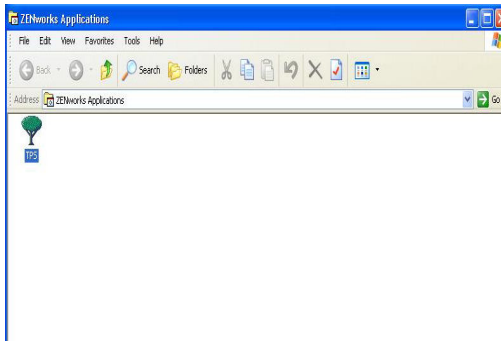 ZENworks Applications
File Edit View Favorites Tools Help
Back Search Folders
Address ZENworks Applications Go
TPS